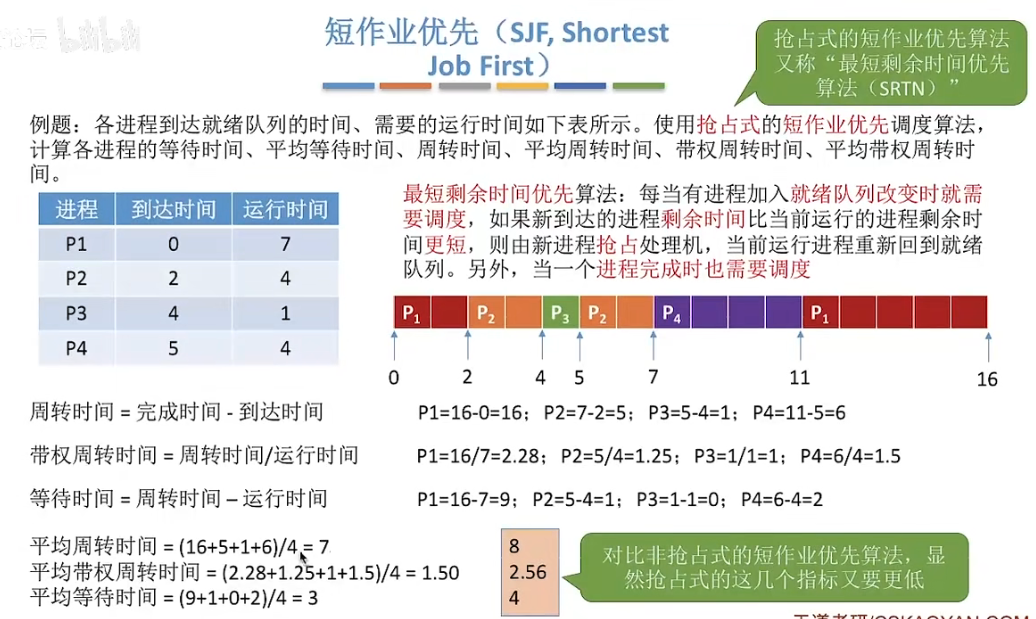 bilibili
短作业优先（SJF, Shortest
Job First）
抢占式的短作业优先算法
又称“最短剩余时间优先
算法（SRTN）”
例题：各进程到达就绪队列的时间、需要的运行时间如下表所示。使用抢占式的短作业优先调度算法，
计算各进程的等待时间、平均等待时间、周转时间、平均周转时间、带权周转时间、平均带权周转时
间。
进程 到达时间 运行时间
P1 0 7
P2 2 4
P3 4 1
P4 5 4
最短剩余时间优先算法：每当有进程加入就绪队列改变时就需
要调度，如果新到达的进程剩余时间比当前运行的进程剩余时
间更短，则由新进程抢占处理机，当前运行进程重新回到就绪
队列。另外，当一个进程完成时也需要调度
P1 P2 P3 P2 P4 P1
0 2 4 5 7 11 16
周转时间 = 完成时间 - 到达时间 P1=16-0=16；P2=7-2=5；P3=5-4=1；P4=11-5=6
带权周转时间 = 周转时间/运行时间 P1=16/7=2.28；P2=5/4=1.25；P3=1/1=1；P4=6/4=1.5
等待时间 = 周转时间 – 运行时间 P1=16-7=9；P2=5-4=1；P3=1-1=0；P4=6-4=2
平均周转时间 = (16+5+1+6)/4 = 7
平均带权周转时间 = (2.28+1.25+1+1.5)/4 = 1.50
平均等待时间 = (9+1+0+2)/4 = 3
8
2.56
4
对比非抢占式的短作业优先算法，显
然抢占式的这几个指标又要更低